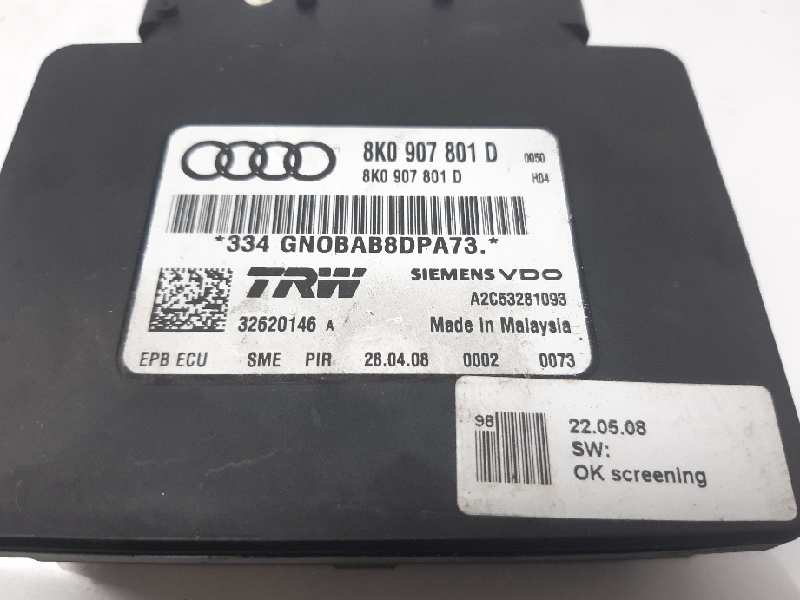 8K0 907 801 D 0050
8K0 907 801 D H04
*334 GNOBAB8DPA73.*
TRW SIEMENS VDO
A2C53281093
32620146 A Made in Malaysia
EPB ECU SME PIR 28.04.08 0002 0073
98
22.05.08
SW:
OK screening